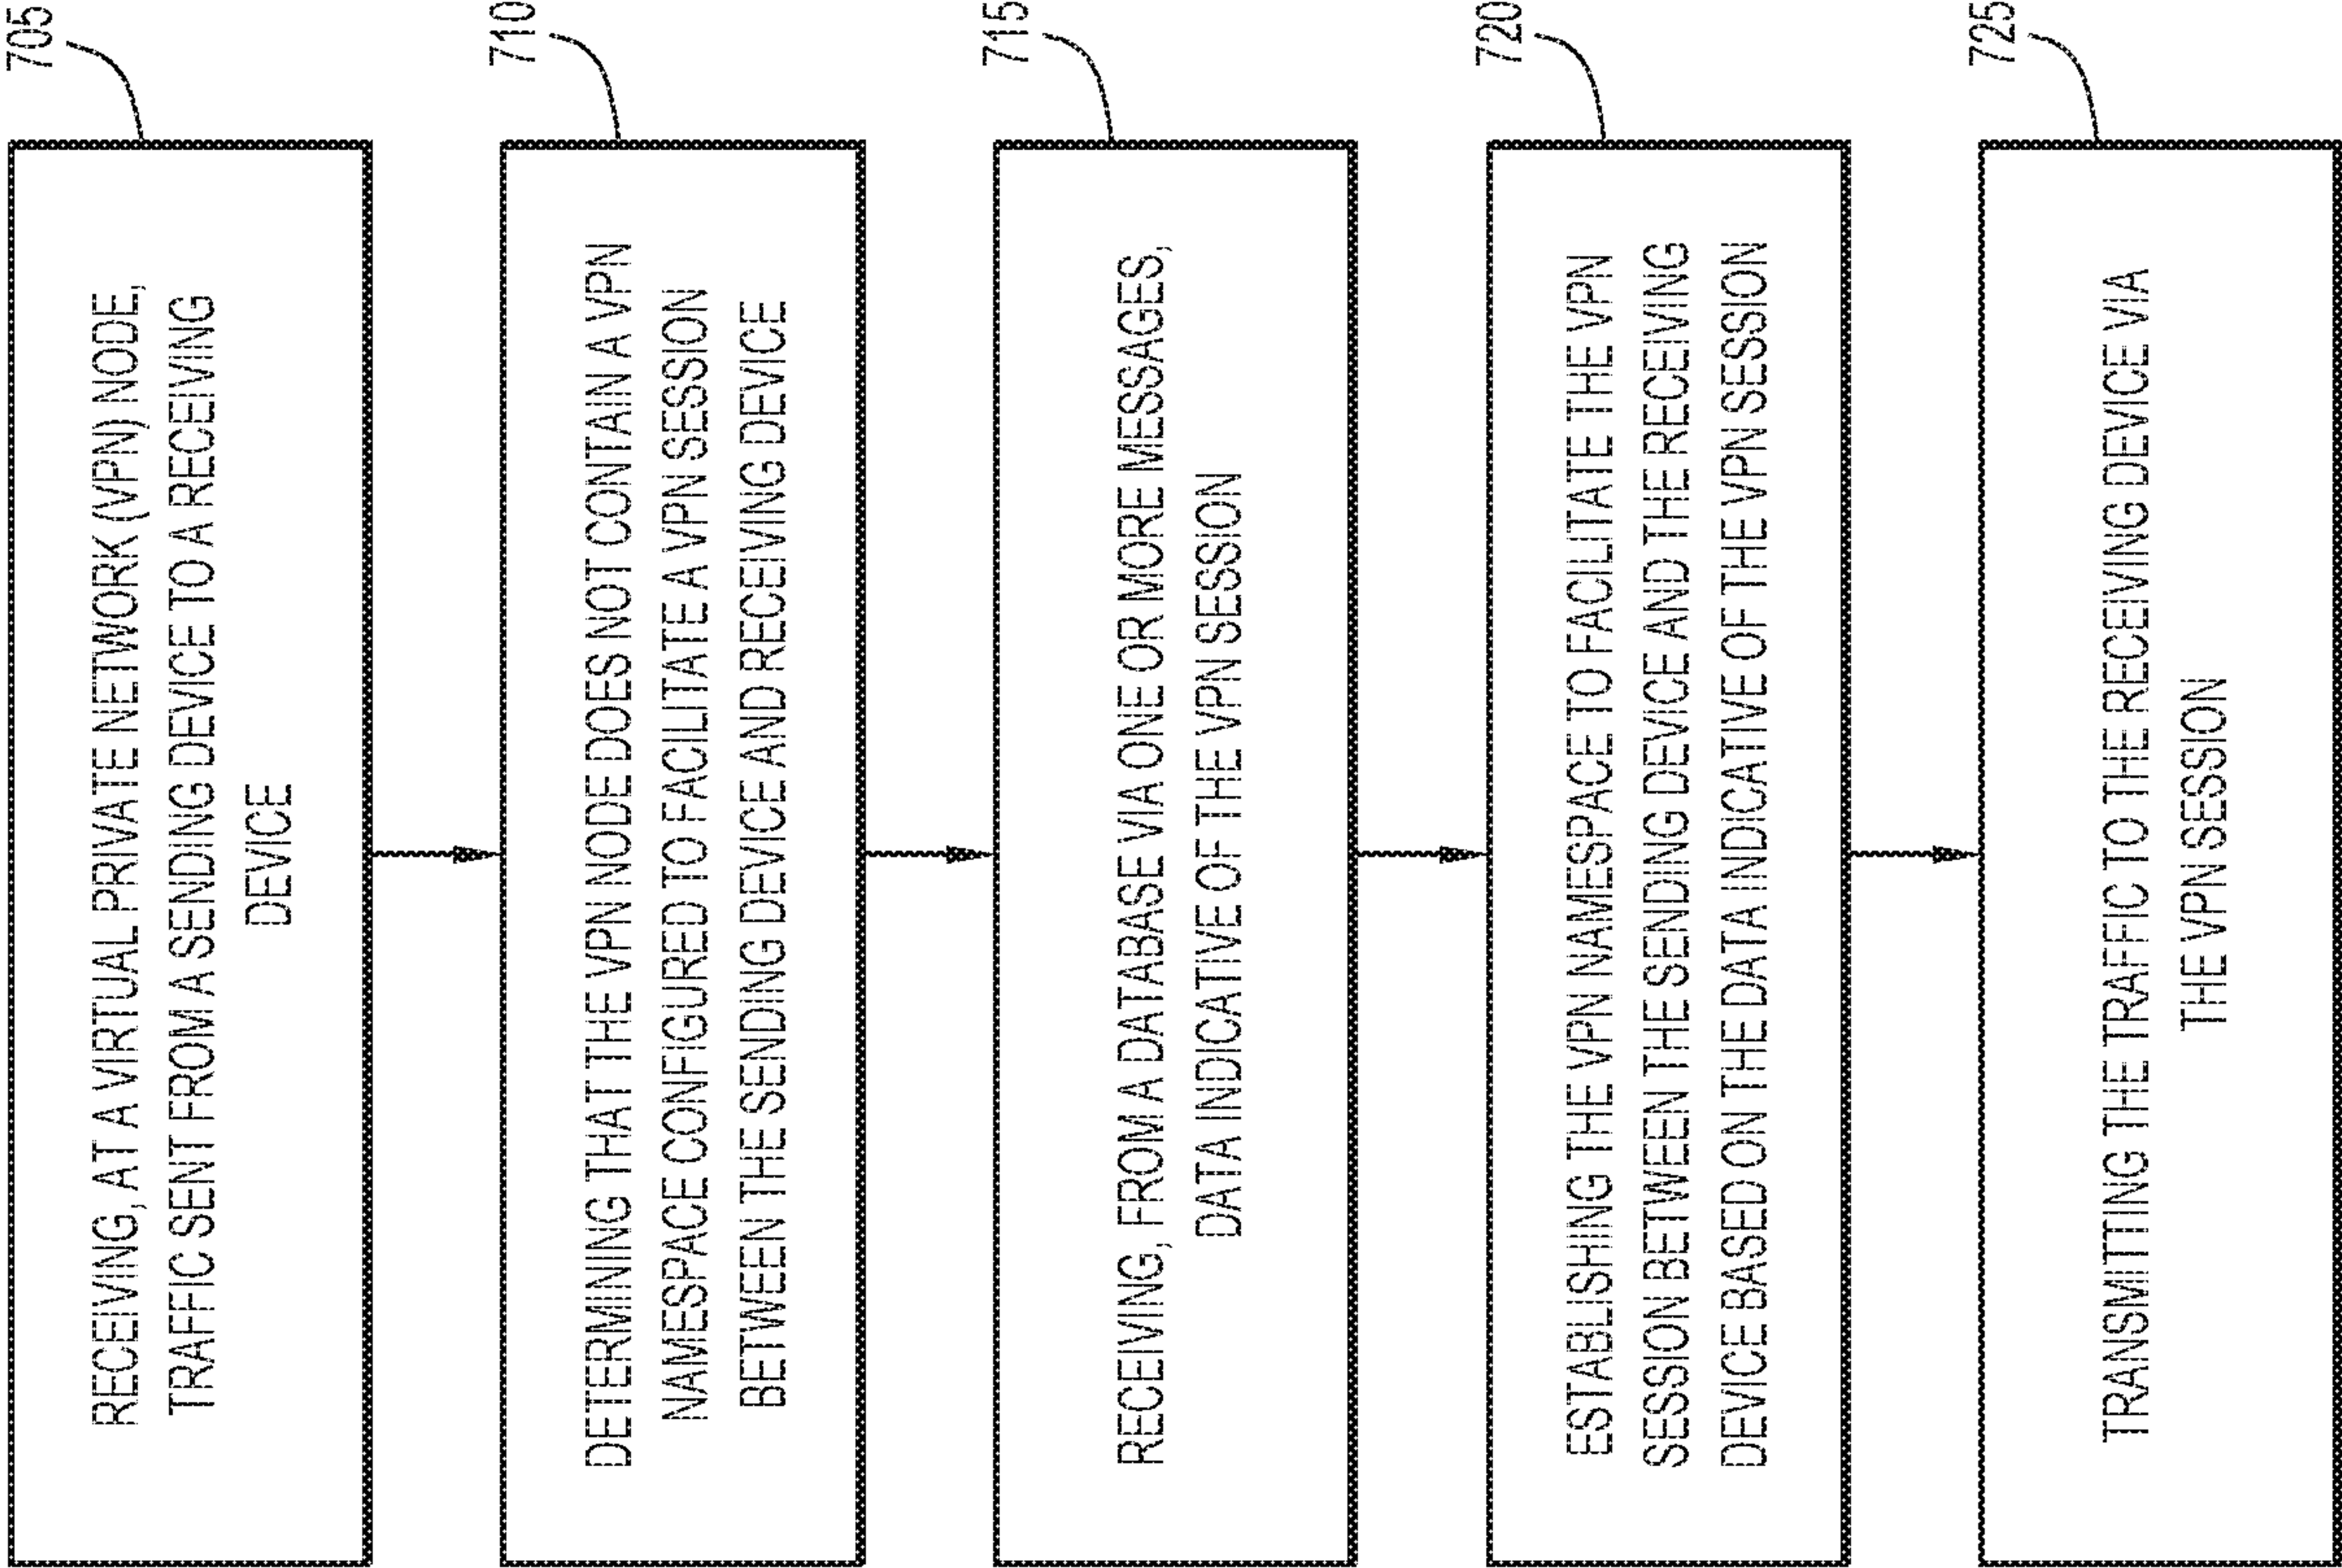 705
RECEIVING, AT A VIRTUAL PRIVATE NETWORK (VPN) NODE,
TRAFFIC SENT FROM A SENDING DEVICE TO A RECEIVING
DEVICE
710
DETERMINING THAT THE VPN NODE DOES NOT CONTAIN A VPN
NAMESPACE CONFIGURED TO FACILITATE A VPN SESSION
BETWEEN THE SENDING DEVICE AND RECEIVING DEVICE
715
RECEIVING, FROM A DATABASE VIA ONE OR MORE MESSAGES,
DATA INDICATIVE OF THE VPN SESSION
720
ESTABLISHING THE VPN NAMESPACE TO FACILITATE THE VPN
SESSION BETWEEN THE SENDING DEVICE AND THE RECEIVING
DEVICE BASED ON THE DATA INDICATIVE OF THE VPN SESSION
725
TRANSMITTING THE TRAFFIC TO THE RECEIVING DEVICE VIA
THE VPN SESSION